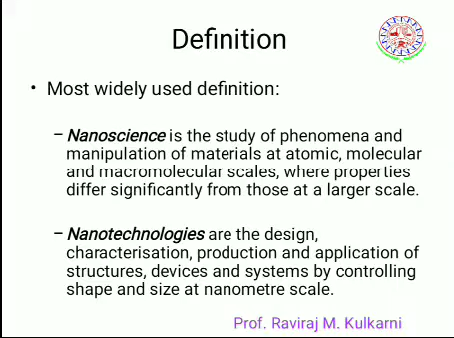 Definition
• Most widely used definition:
– Nanoscience is the study of phenomena and
manipulation of materials at atomic, molecular
and macromolecular scales, where properties
differ significantly from those at a larger scale.
– Nanotechnologies are the design,
characterisation, production and application of
structures, devices and systems by controlling
shape and size at nanometre scale.
Prof. Raviraj M. Kulkarni